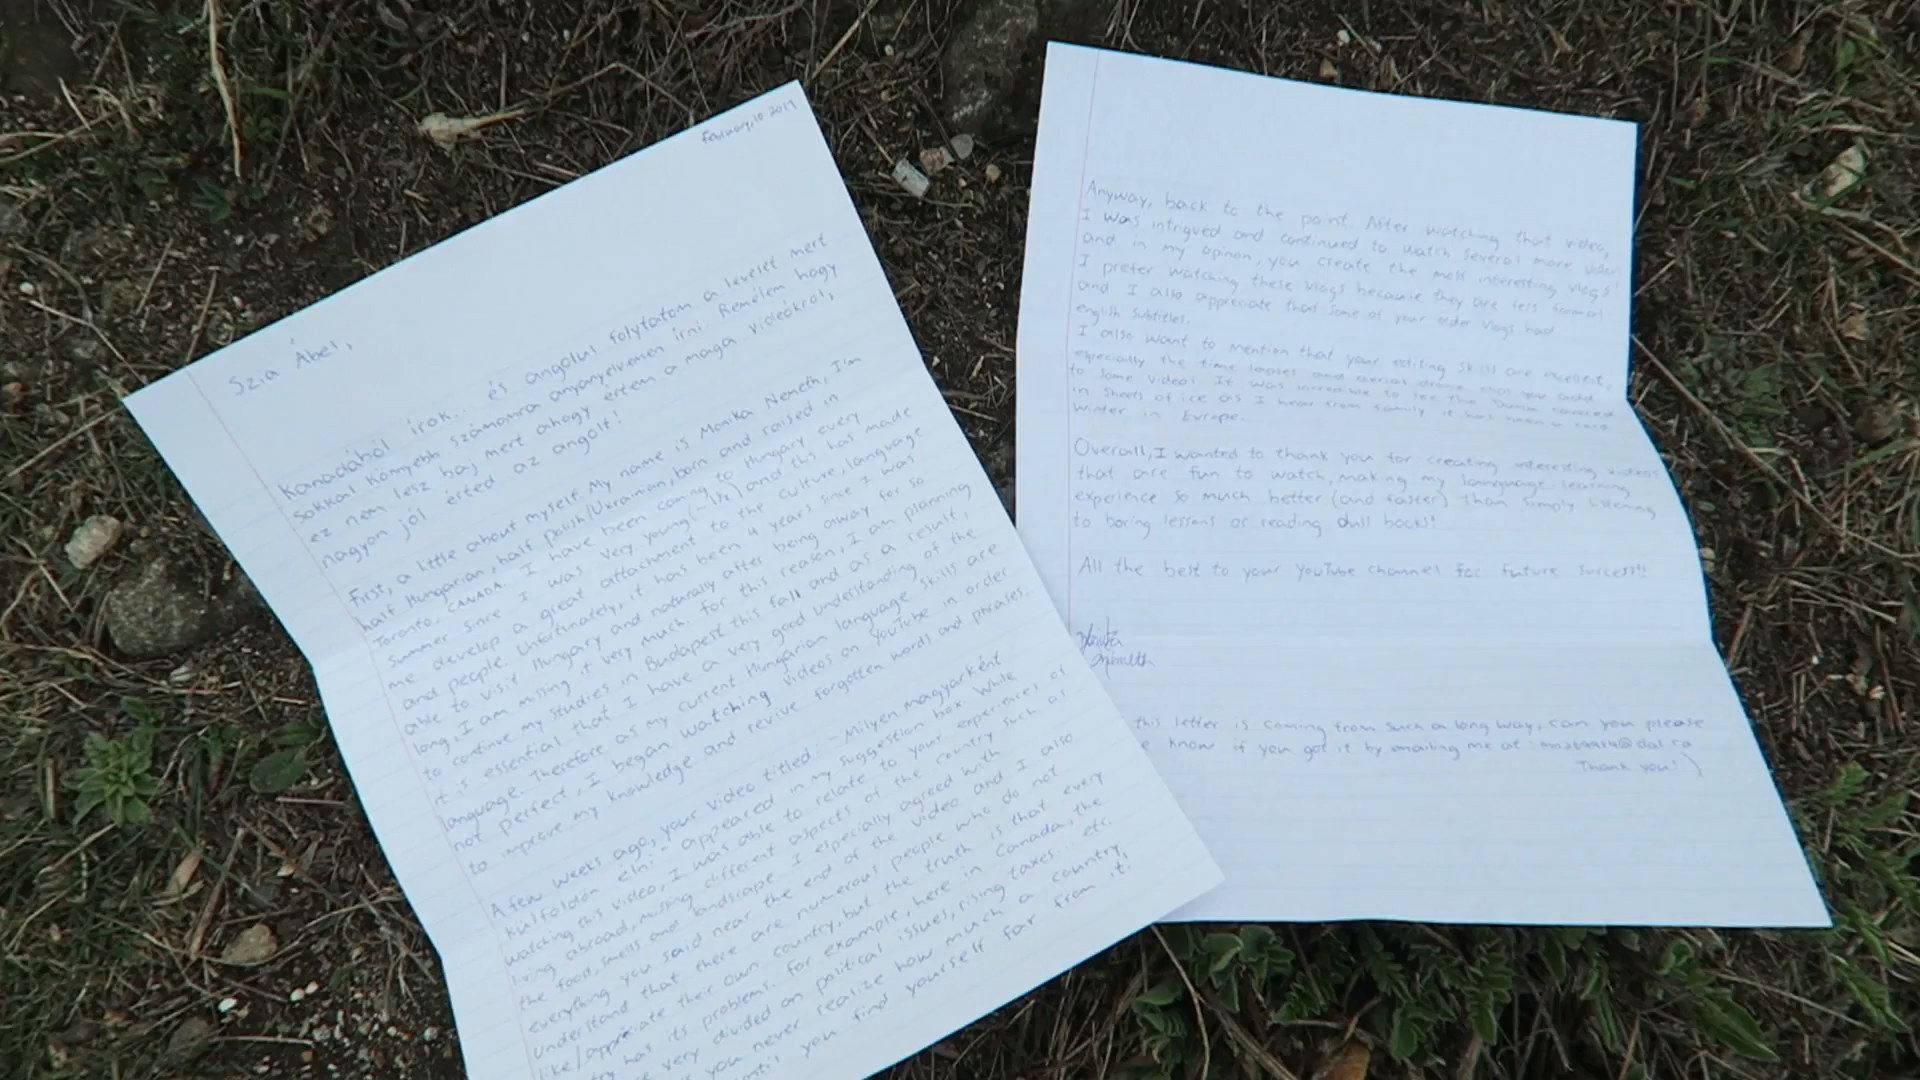 February, 10 2017
Szia Ábel,
Kanadából írok... és angolul folytatom a levelet mert
sokkal könnyebb számomra anyanyelvemen írni. Remélem hogy
ez nem lesz baj mert ahogy értem a maga videókról,
nagyon jól érted az angolt!
First, a little about myself. My name is Monika Nemeth, I'm
half Hungarian, half polish/Ukrainian, born and raised in
Toronto, CANADA. I have been coming to Hungary every
summer since I was very young (~1½) and this has made
me develop a great attachment to the culture, language
and people. Unfortunately, it has been 4 years since I was
able to visit Hungary and naturally after being away for so
long, I am missing it very much. For this reason, I am planning
to continue my studies in Budapest this fall and as a result,
it is essential that I have a very good understanding of the
language. Therefore as my current Hungarian language skills are
not perfect, I began watching videos on YouTube in order
to improve my knowledge and revive forgotten words and phrases.
A few weeks ago, your video titled: "Milyen magyarként
külföldön élni" appeared in my suggestion box. While
watching this video, I was able to relate to your experiences of
living abroad, missing different aspects of the country such as
the food, smells and landscape. I especially agreed with
everything you said near the end of the video and I also
understand that there are numerous people who do not
like/appreciate their own country, but the truth is that every
has its problems. For example, here in Canada, the
very divided on political issues, rising taxes... etc.
you never realize how much a country,
until you find yourself far from it.
Anyway, back to the point. After watching that video,
I was intrigued and continued to watch several more
and in my opinion, you create the most interesting vlogs!
I prefer watching these vlogs because they are less formal
and I also appreciate that some of your older vlogs had
english subtitles.
I also want to mention that your editing skills are excellent,
especially the time lapses and aerial drone clips you add
to some videos. It was incredible to see the covered
in sheets of ice as I hear from family it has been a cold
winter in Europe.
Overall, I wanted to thank you for creating interesting videos
that are fun to watch, making my language learning
experience so much better (and faster) than simply listening
to boring lessons or reading dull books!
All the best to your YouTube channel for future success!!
Monika
Németh
this letter is coming from such a long way, can you please
know if you got it by emailing me at:
Thank you! :)